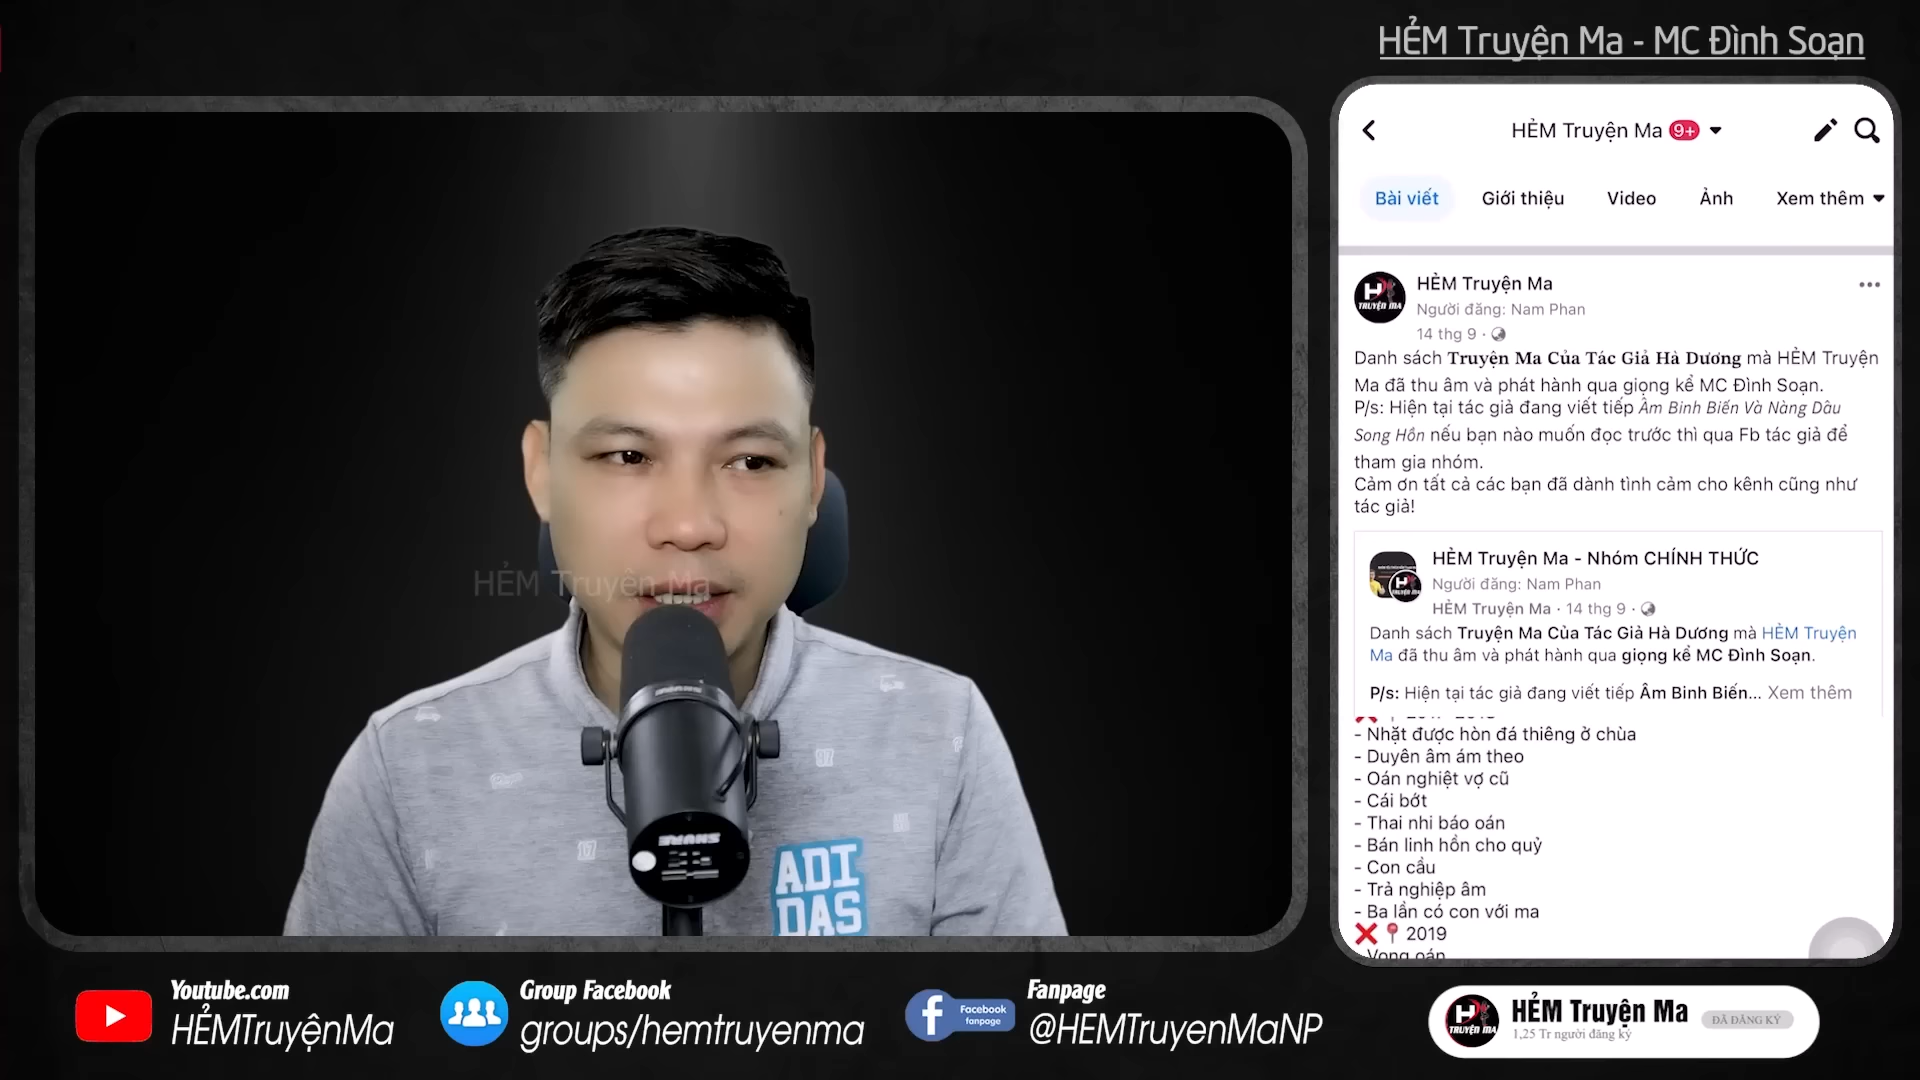 HẺM Truyện Ma - MC Đình Soạn
HẺM Truyện Ma 9+
Bài viết
Giới thiệu
Video
Ảnh
Xem thêm
HẺM Truyện Ma
Người đăng: Nam Phan
14 thg 9 ·
Danh sách Truyện Ma Của Tác Giả Hà Dương mà HẺM Truyện
Ma đã thu âm và phát hành qua giọng kể MC Đình Soạn.
P/s: Hiện tại tác giả đang viết tiếp Âm Binh Biến Và Nàng Dâu
Song Hồn nếu bạn nào muốn đọc trước thì qua Fb tác giả để
tham gia nhóm.
Cảm ơn tất cả các bạn đã dành tình cảm cho kênh cũng như
tác giả!
HẺM Truyện Ma - Nhóm CHÍNH THỨC
Người đăng: Nam Phan
HẺM Truyện Ma · 14 thg 9 ·
Danh sách Truyện Ma Của Tác Giả Hà Dương mà HẺM Truyện
Ma đã thu âm và phát hành qua giọng kể MC Đình Soạn.
P/s: Hiện tại tác giả đang viết tiếp Âm Binh Biến... Xem thêm
- Nhặt được hòn đá thiêng ở chùa
- Duyên âm ám theo
- Oán nghiệt vợ cũ
- Cái bớt
- Thai nhi báo oán
- Bán linh hồn cho quỷ
- Con cầu
- Trả nghiệp âm
- Ba lần có con với ma
❌📍2019
- Vong oán
HẺM Truyện Ma
SHURE
SHURE
ADI
DAS
Youtube.com
HẺMTruyệnMa
Group Facebook
groups/hemtruyenma
Facebook
fanpage
Fanpage
@HEMTruyenMaNP
H
TRUYỆN MA
HẺM Truyện Ma
1,25 Tr người đăng ký
ĐÃ ĐĂNG KÝ